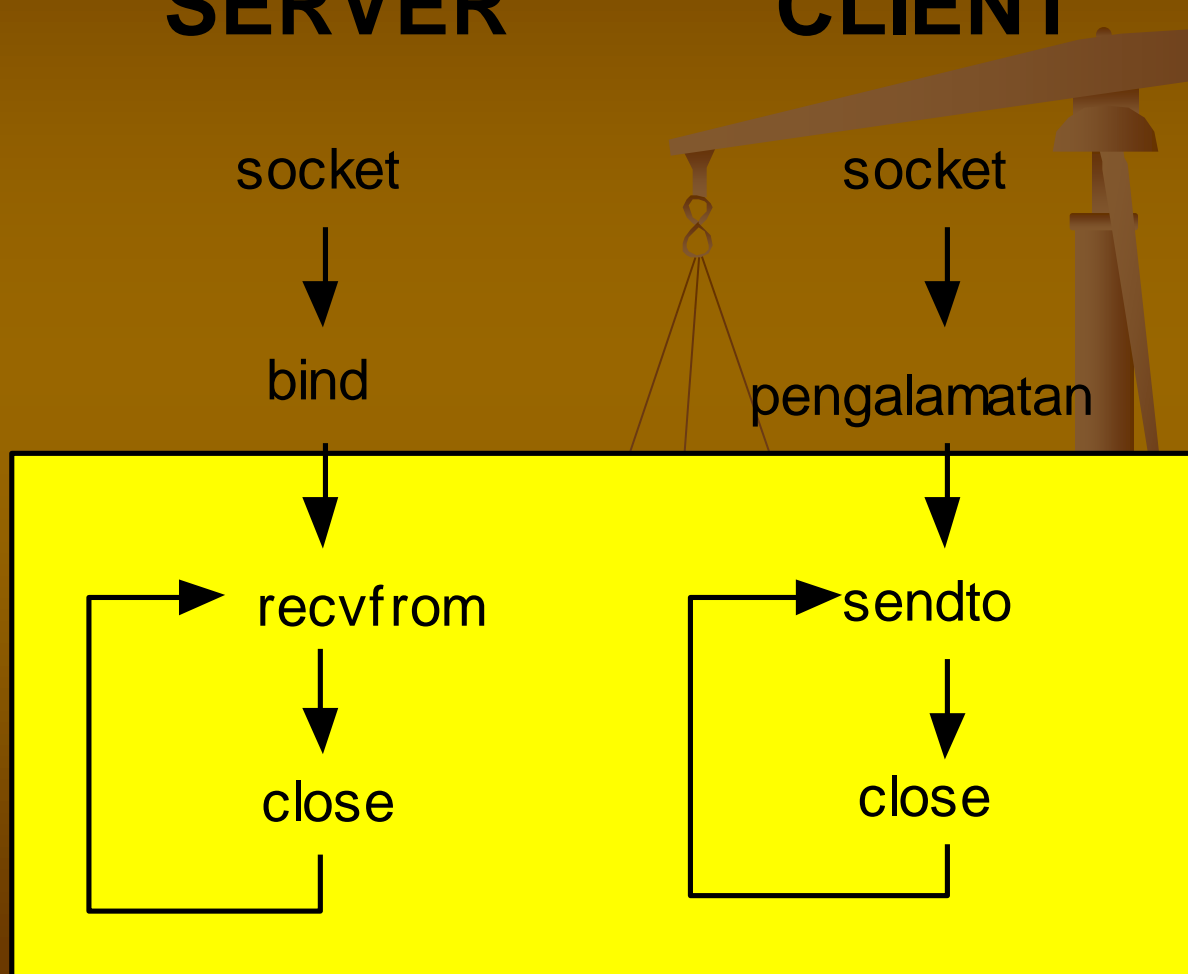 SERVER CLIENT
socket socket
bind pengalamatan
recvfrom sendto
close close